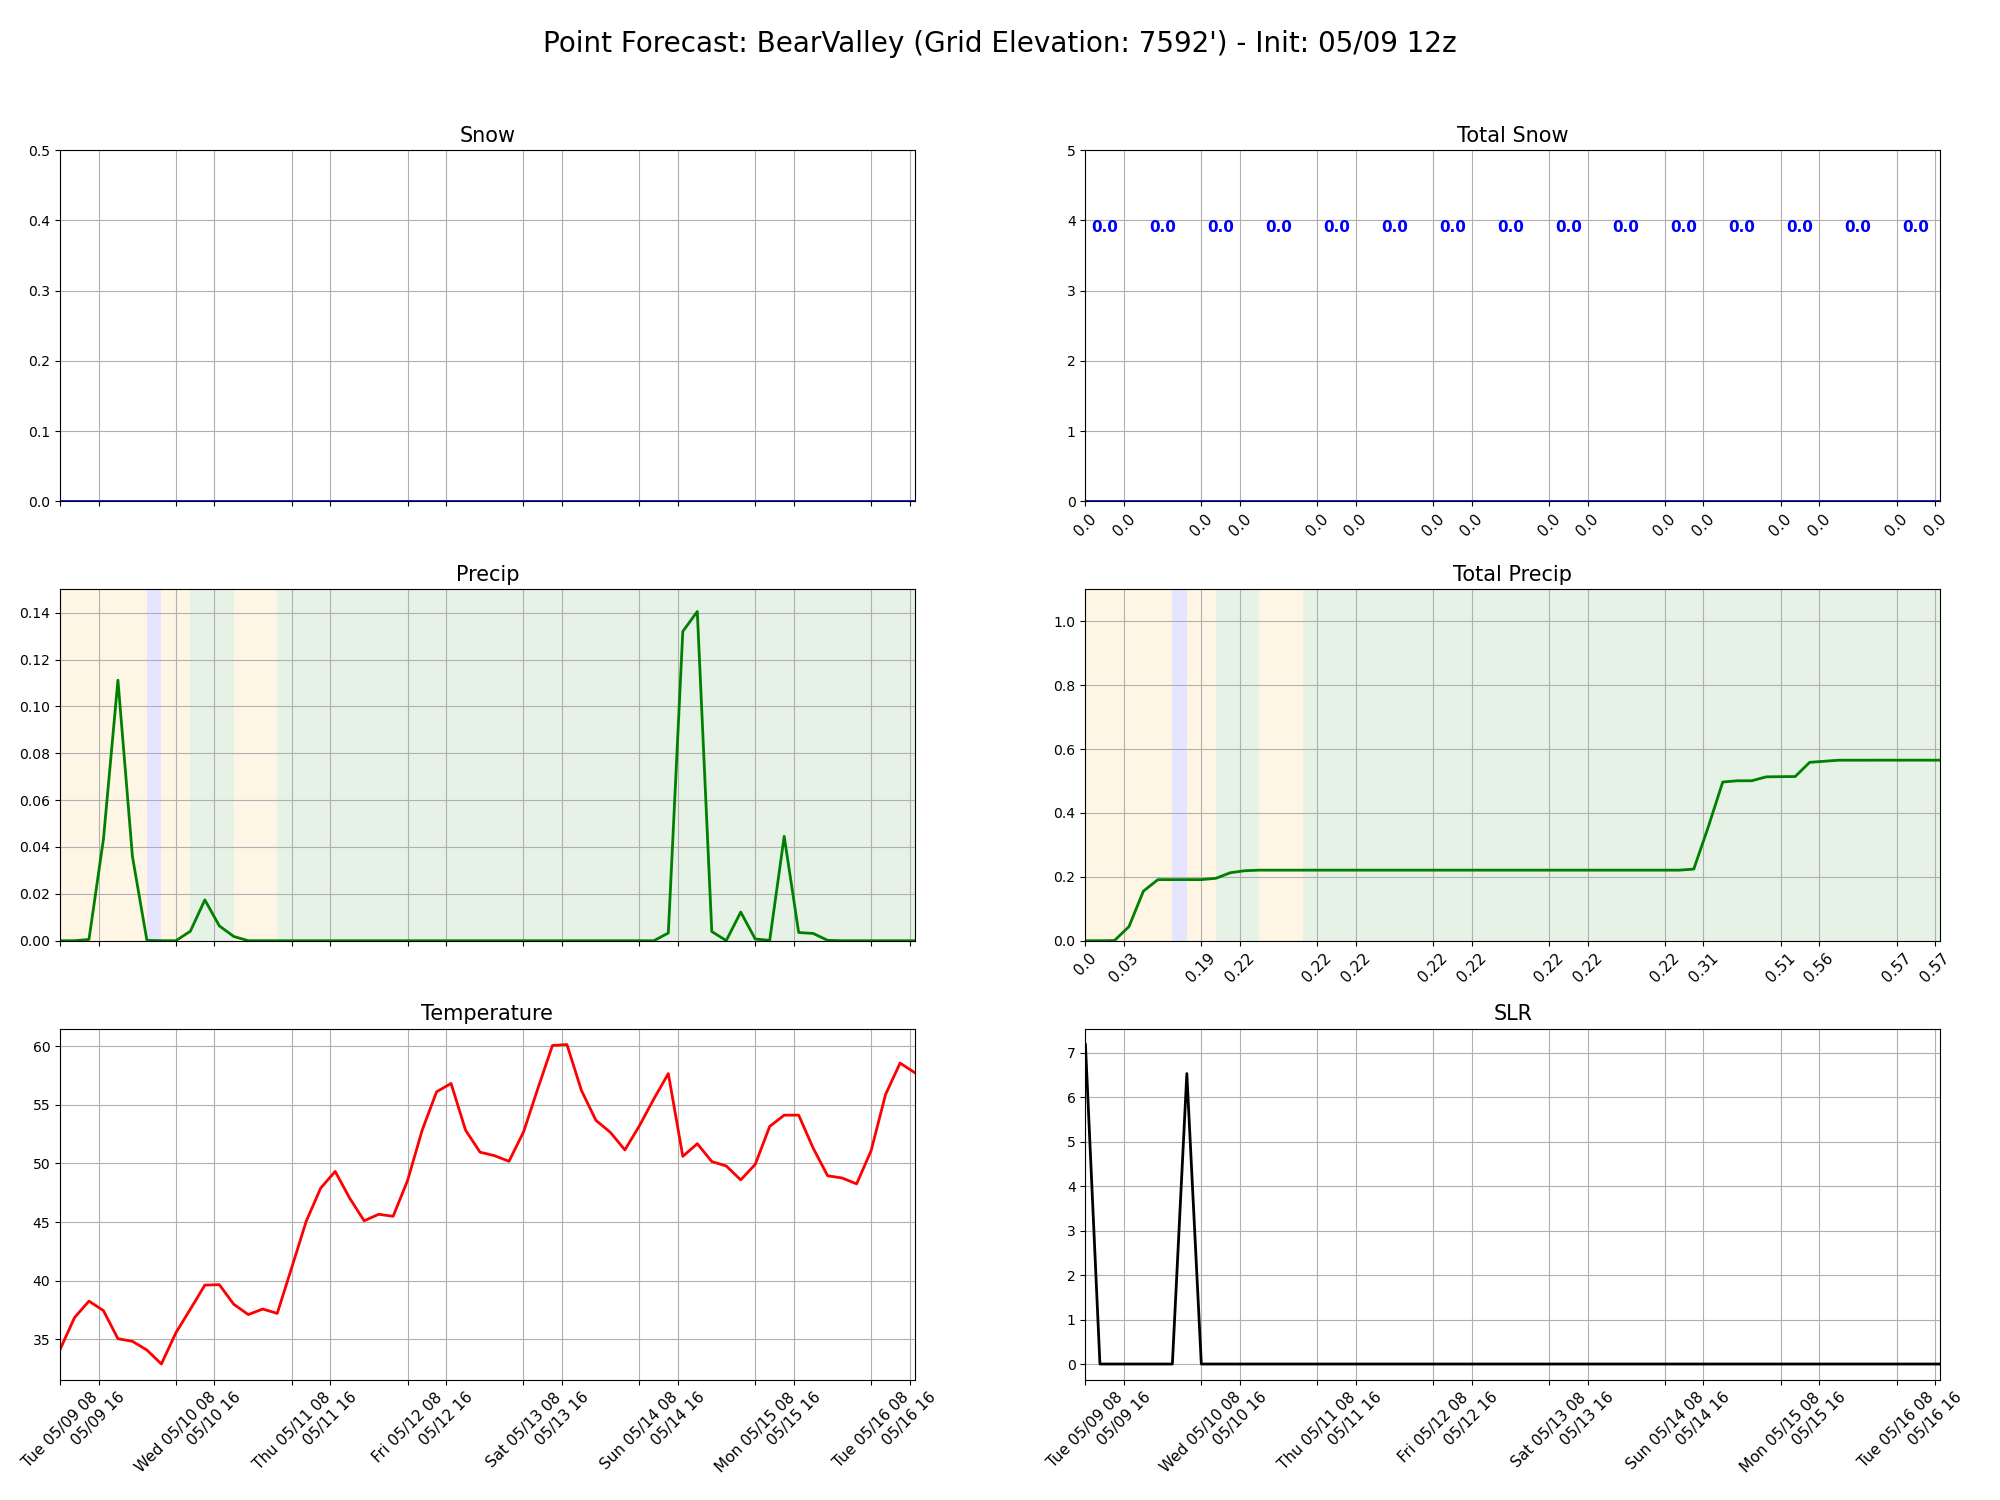 Point Forecast: BearValley (Grid Elevation: 7592') - Init: 05/09 12z
Snow
0.5
0.4
0.3
0.2
0.1
0.0
Total Snow
5
4
3
2
1
0
0.0 0.0 0.0 0.0 0.0 0.0 0.0 0.0 0.0 0.0 0.0 0.0 0.0 0.0 0.0
0.0 0.0 0.0 0.0 0.0 0.0 0.0 0.0 0.0 0.0 0.0 0.0 0.0 0.0 0.0 0.0
Precip
0.14
0.12
0.10
0.08
0.06
0.04
0.02
0.00
Total Precip
1.0
0.8
0.6
0.4
0.2
0.0
0.0 0.03 0.19 0.22 0.22 0.22 0.22 0.22 0.22 0.22 0.22 0.31 0.51 0.56 0.57 0.57
Temperature
60
55
50
45
40
35
Tue 05/09 08
05/09 16
Wed 05/10 08
05/10 16
Thu 05/11 08
05/11 16
Fri 05/12 08
05/12 16
Sat 05/13 08
05/13 16
Sun 05/14 08
05/14 16
Mon 05/15 08
05/15 16
Tue 05/16 08
05/16 16
SLR
7
6
5
4
3
2
1
0
Tue 05/09 08
05/09 16
Wed 05/10 08
05/10 16
Thu 05/11 08
05/11 16
Fri 05/12 08
05/12 16
Sat 05/13 08
05/13 16
Sun 05/14 08
05/14 16
Mon 05/15 08
05/15 16
Tue 05/16 08
05/16 16